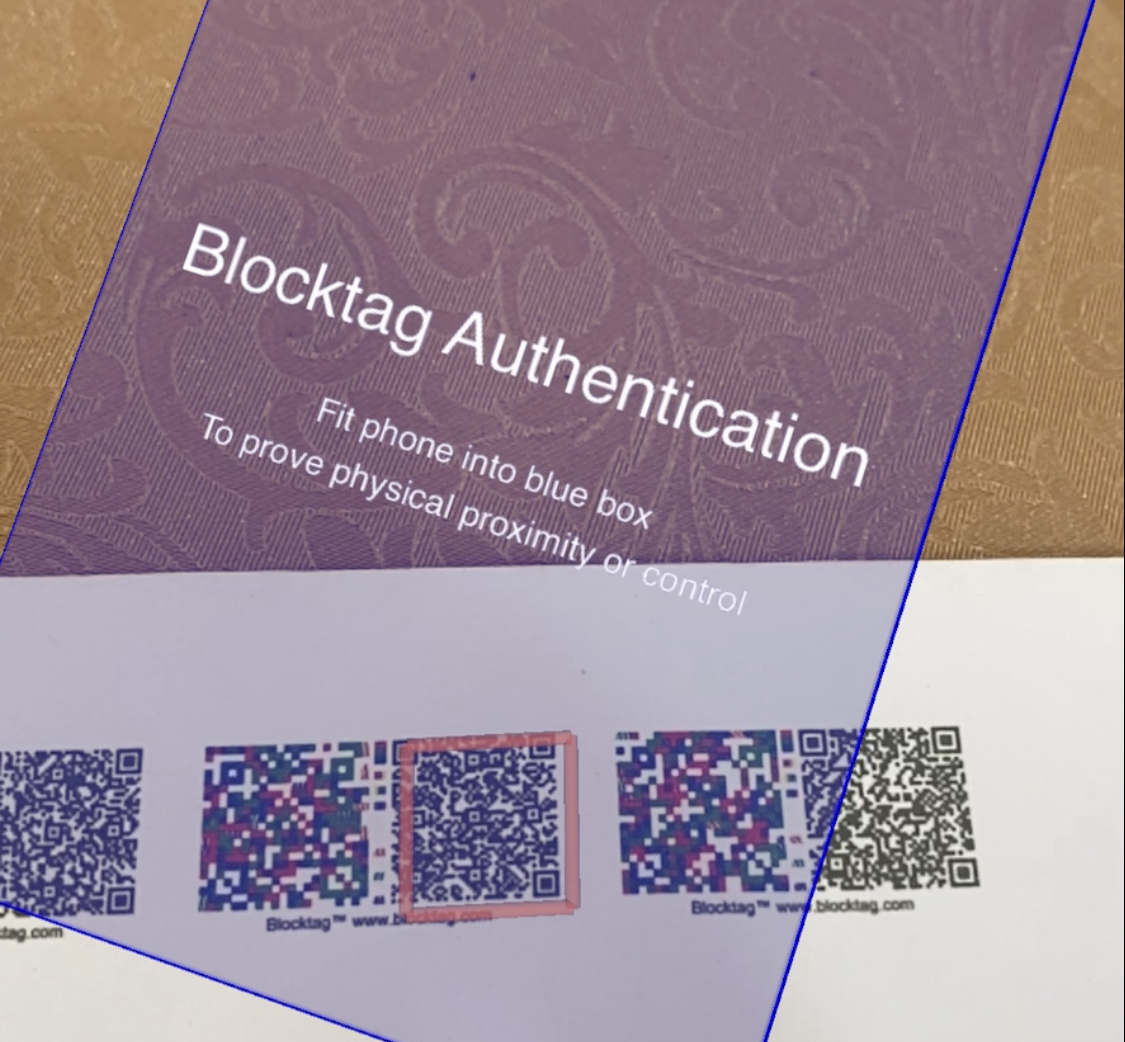 Blocktag Authentication
Fit phone into blue box
To prove physical proximity or control
tag.com
Blocktag™ www.blocktag.com
Blocktag™ www.blocktag.com